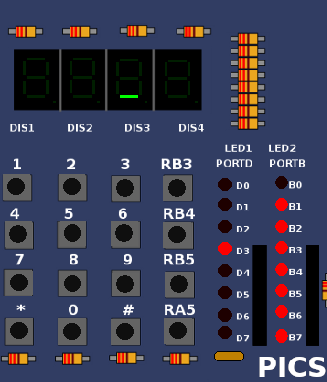 DIS1 DIS2 DIS3 DIS4
LED1 LED2
PORTD PORTB
1 2 3 RB3
D0 B0
D1 B1
4 5 6 RB4
D2 B2
D3 B3
7 8 9 RB5
D4 B4
D5 B5
* 0 # RA5
D6 B6
D7 B7
PICS